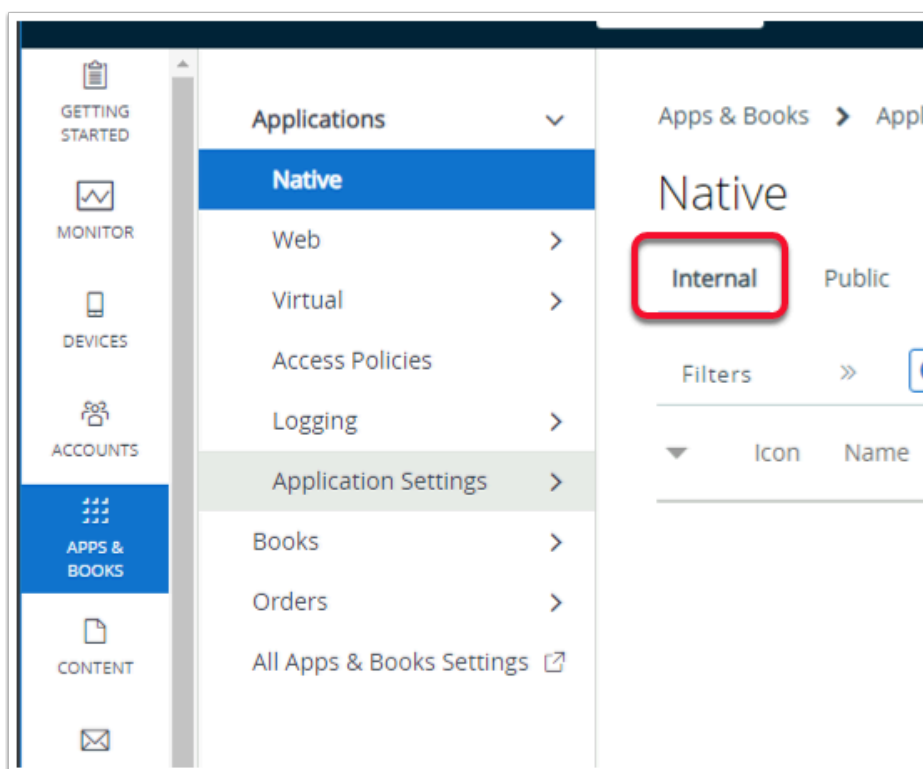 GETTING
STARTED
MONITOR
DEVICES
ACCOUNTS
APPS &
BOOKS
CONTENT
Applications
Native
Web
Virtual
Access Policies
Logging
Application Settings
Books
Orders
All Apps & Books Settings
Apps & Books
Native
Internal Public
Filters
Icon Name